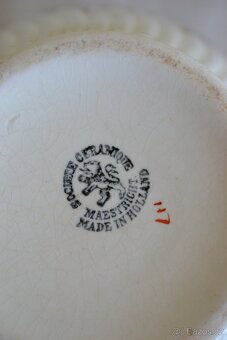 SOCIÉTÉ CÉRAMIQUE
MAESTRICHT
MADE IN HOLLAND